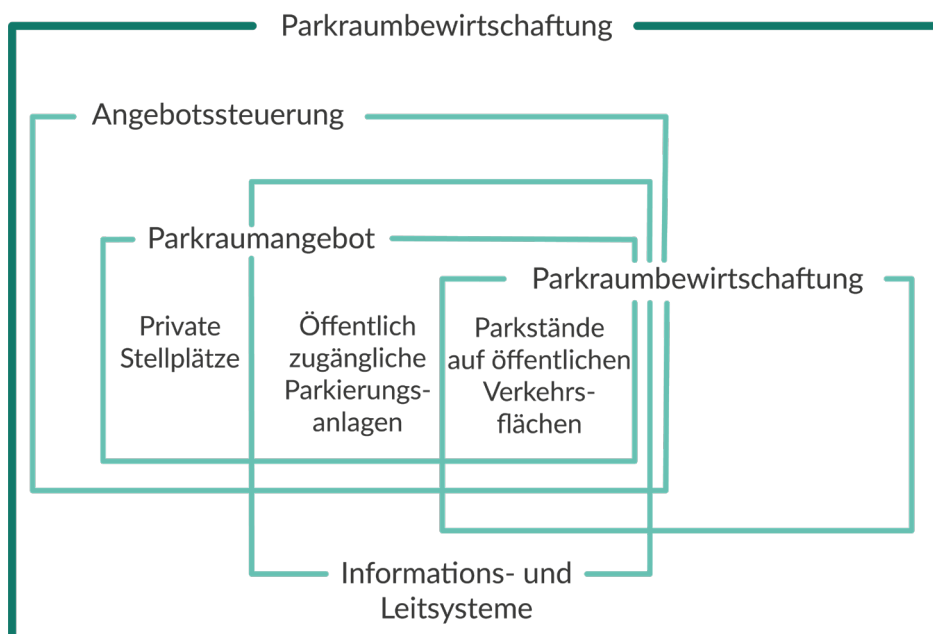 Parkraumbewirtschaftung
Angebotssteuerung
Parkraumangebot
Parkraumbewirtschaftung
Private
Stellplätze
Öffentlich
zugängliche
Parkierungs-
anlagen
Parkstände
auf öffentlichen
Verkehrs-
flächen
Informations- und
Leitsysteme